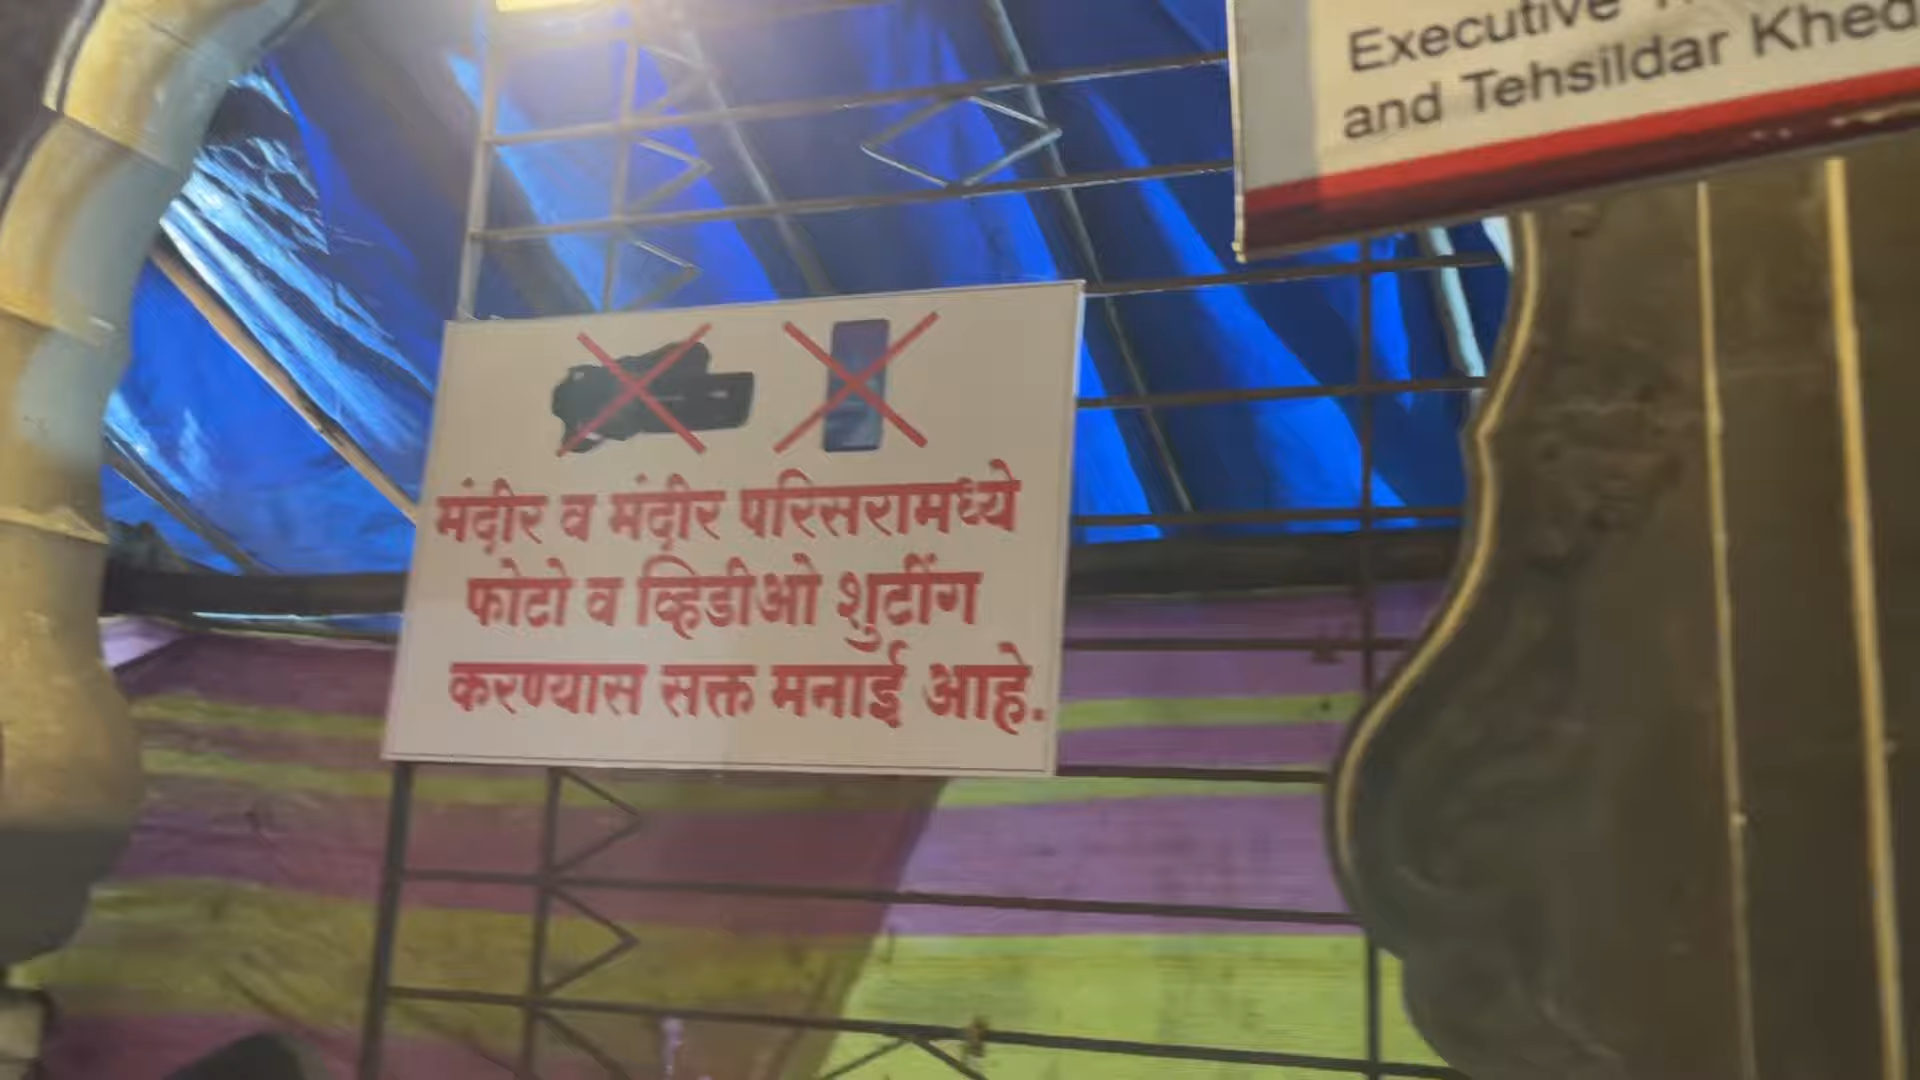 Executive
and Tehsildar Khed
मंदीर व मंदीर परिसरामध्ये
फोटो व व्हिडीओ शुटींग
करण्यास सक्त मनाई आहे.